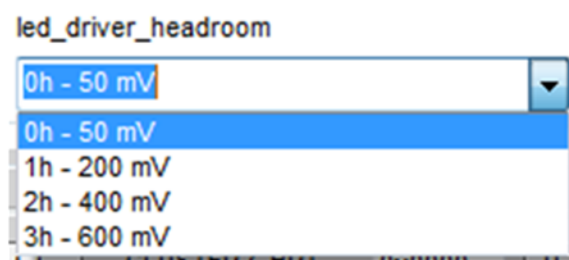 led_driver_headroom
0h - 50 mV
0h - 50 mV
1h - 200 mV
2h - 400 mV
3h - 600 mV